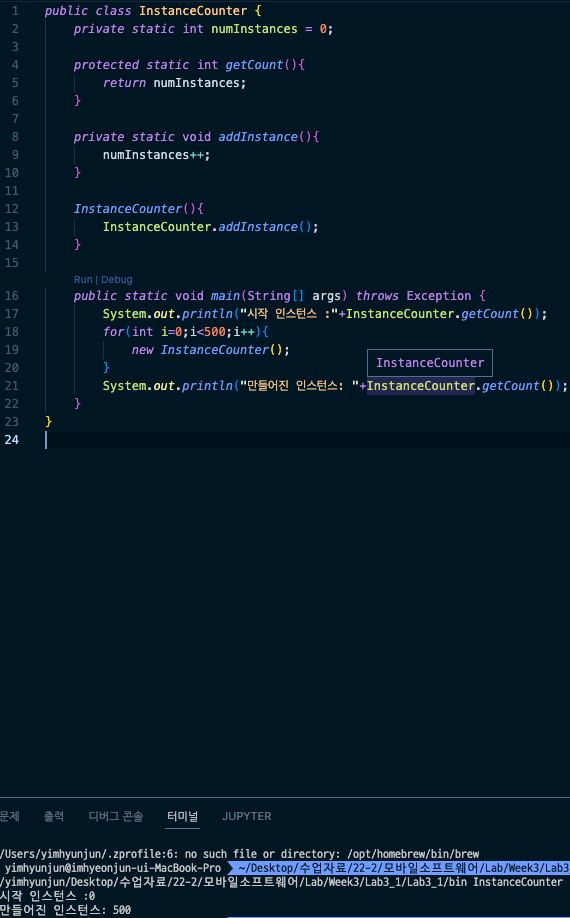 1 public class InstanceCounter {
2 private static int numInstances = 0;
3
4 protected static int getCount(){
5 return numInstances;
6 }
7
8 private static void addInstance(){
9 numInstances++;
10 }
11
12 InstanceCounter(){
13 InstanceCounter.addInstance();
14 }
15
Run | Debug
16 public static void main(String[] args) throws Exception {
17 System.out.println("시작 인스턴스 :"+InstanceCounter.getCount());
18 for(int i=0;i<500;i++){
19 new InstanceCounter();
InstanceCounter
20 }
21 System.out.println("만들어진 인스턴스: "+InstanceCounter.getCount());
22 }
23 }
24
문제 출력 디버그 콘솔 터미널 JUPYTER
/Users/yimhyunjun/.zprofile:6: no such file or directory: /opt/homebrew/bin/brew
yimhyunjun@imhyeonjun-ui-MacBook-Pro ~/Desktop/수업자료/22-2/모바일소프트웨어/Lab/Week3/Lab3
/yimhyunjun/Desktop/수업자료/22-2/모바일소프트웨어/Lab/Week3/Lab3_1/Lab3_1/bin InstanceCounter
시작 인스턴스 :0
만들어진 인스턴스: 500